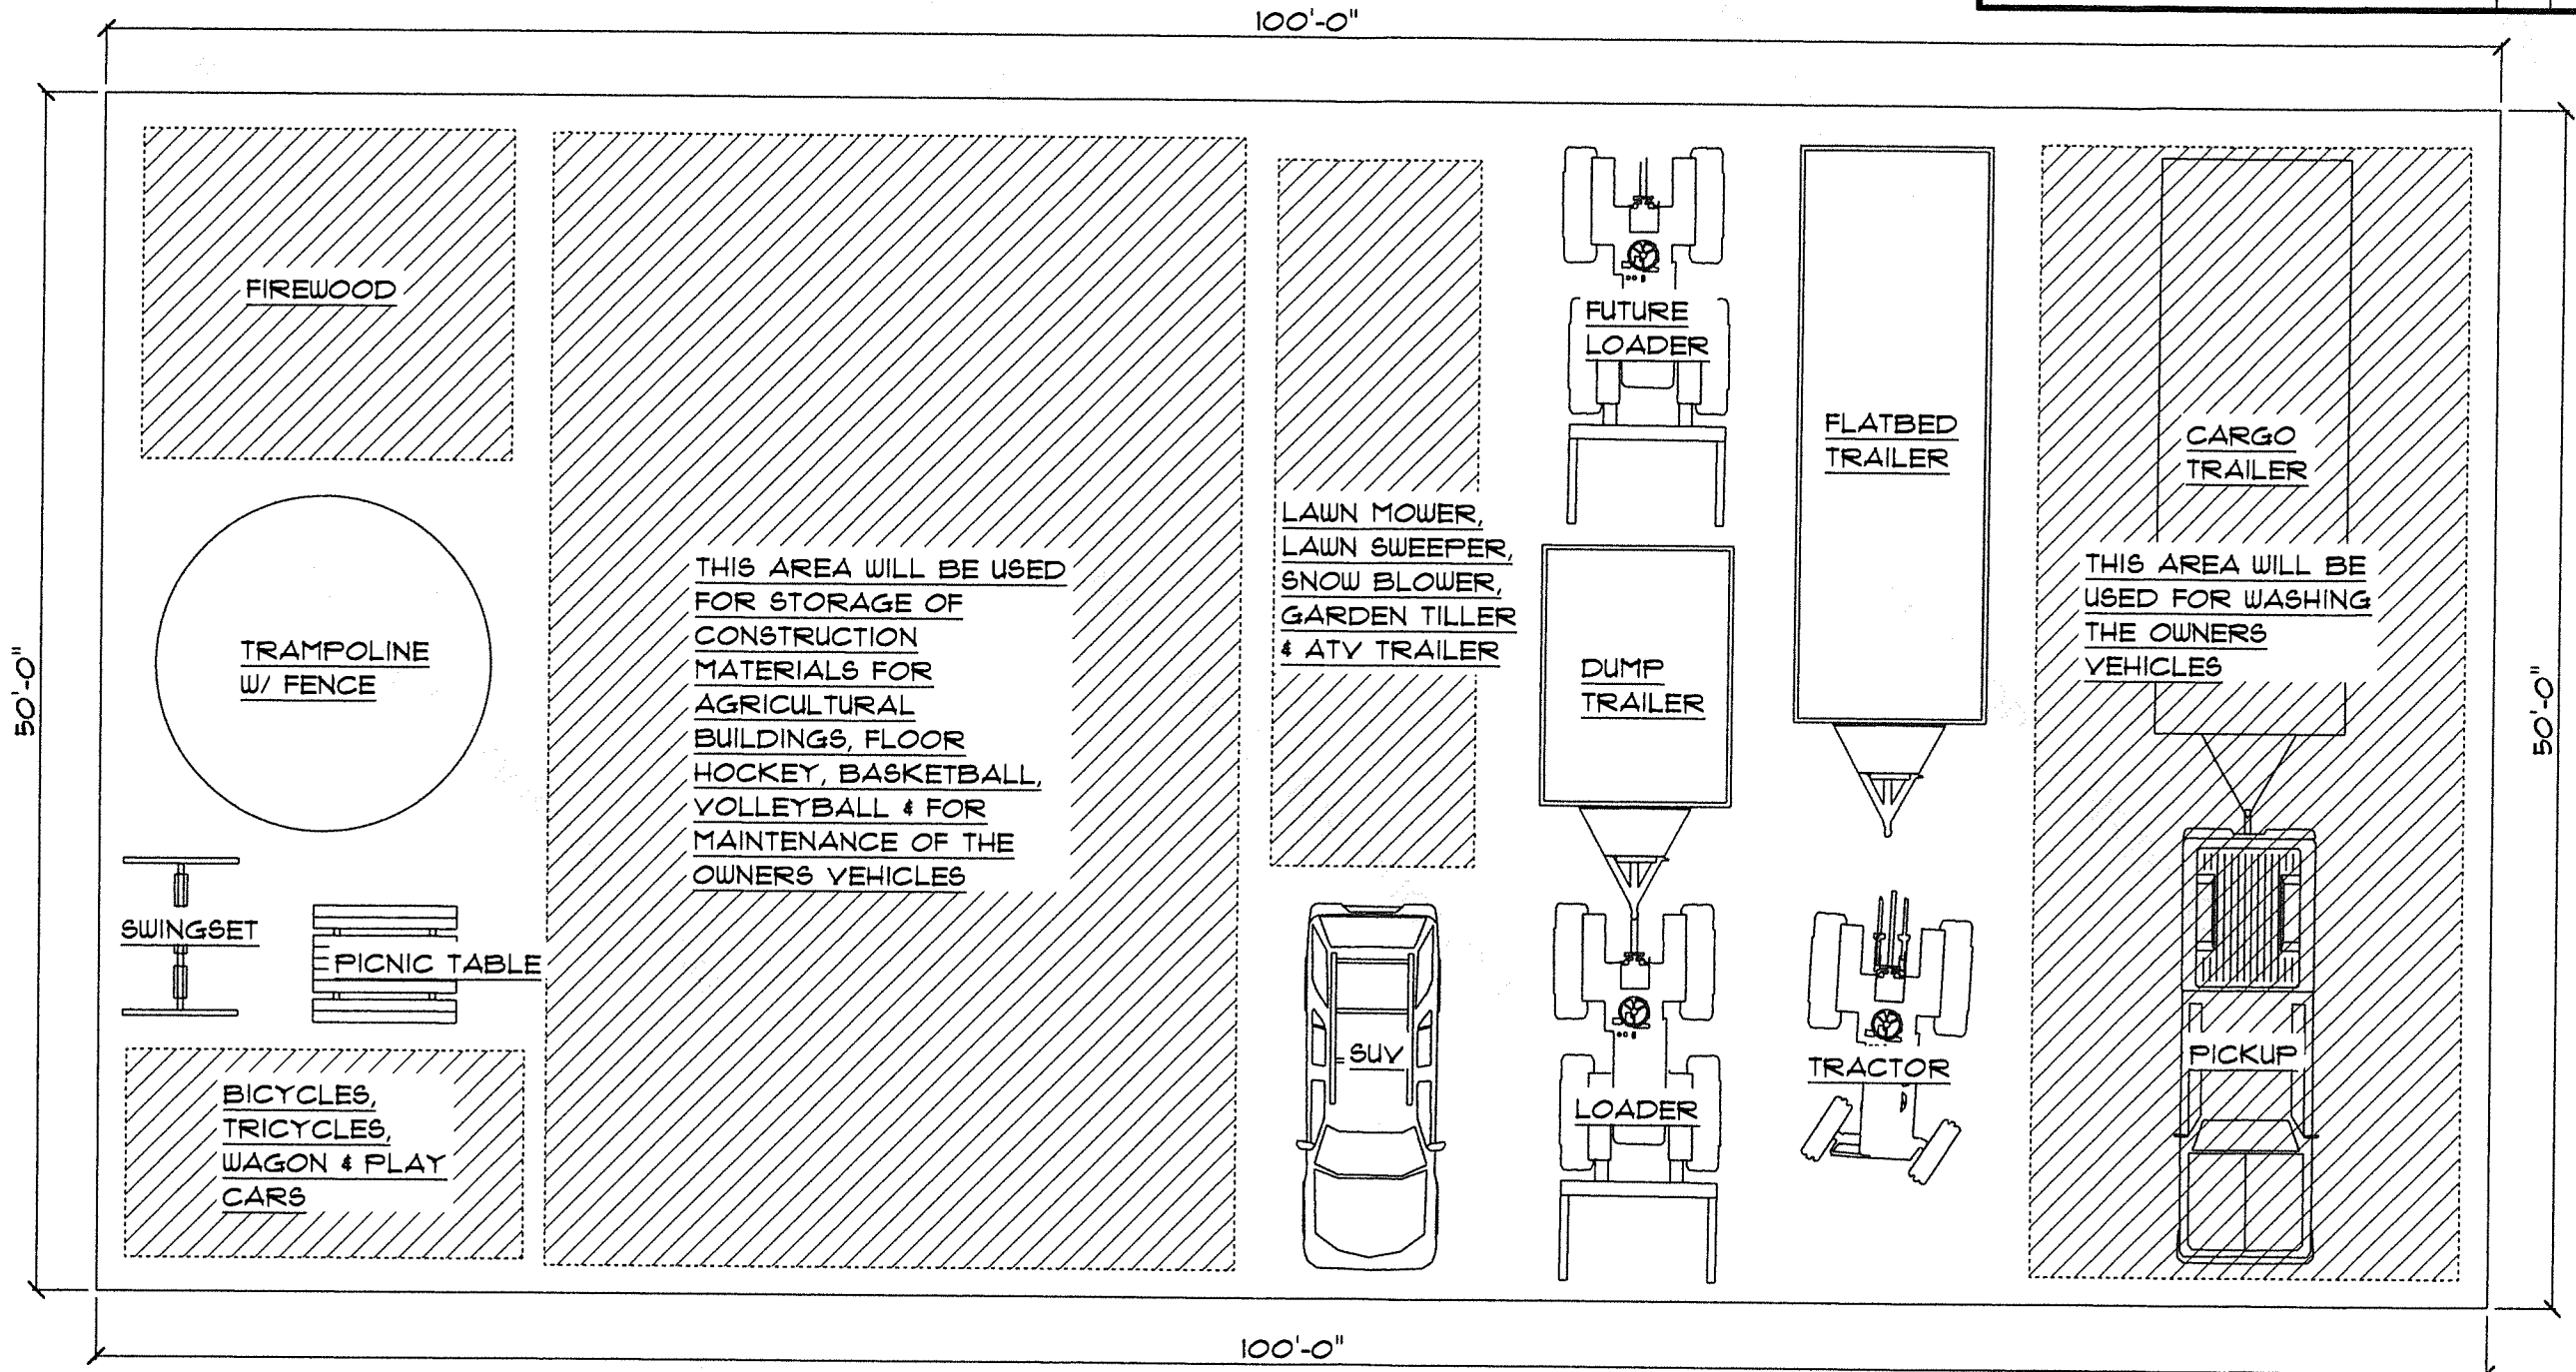 100'-0"
FIREWOOD
FUTURE
LOADER
FLATBED
TRAILER
CARGO
TRAILER
LAWN MOWER,
LAWN SWEEPER,
SNOW BLOWER,
GARDEN TILLER
& ATV TRAILER
THIS AREA WILL BE USED
FOR STORAGE OF
CONSTRUCTION
MATERIALS FOR
AGRICULTURAL
BUILDINGS, FLOOR
HOCKEY, BASKETBALL,
VOLLEYBALL & FOR
MAINTENANCE OF THE
OWNERS VEHICLES
THIS AREA WILL BE
USED FOR WASHING
THE OWNERS
VEHICLES
TRAMPOLINE
W/ FENCE
DUMP
TRAILER
50'-0"
50'-0"
SWINGSET
PICNIC TABLE
SUV
PICKUP
TRACTOR
LOADER
BICYCLES,
TRICYCLES,
WAGON & PLAY
CARS
100'-0"